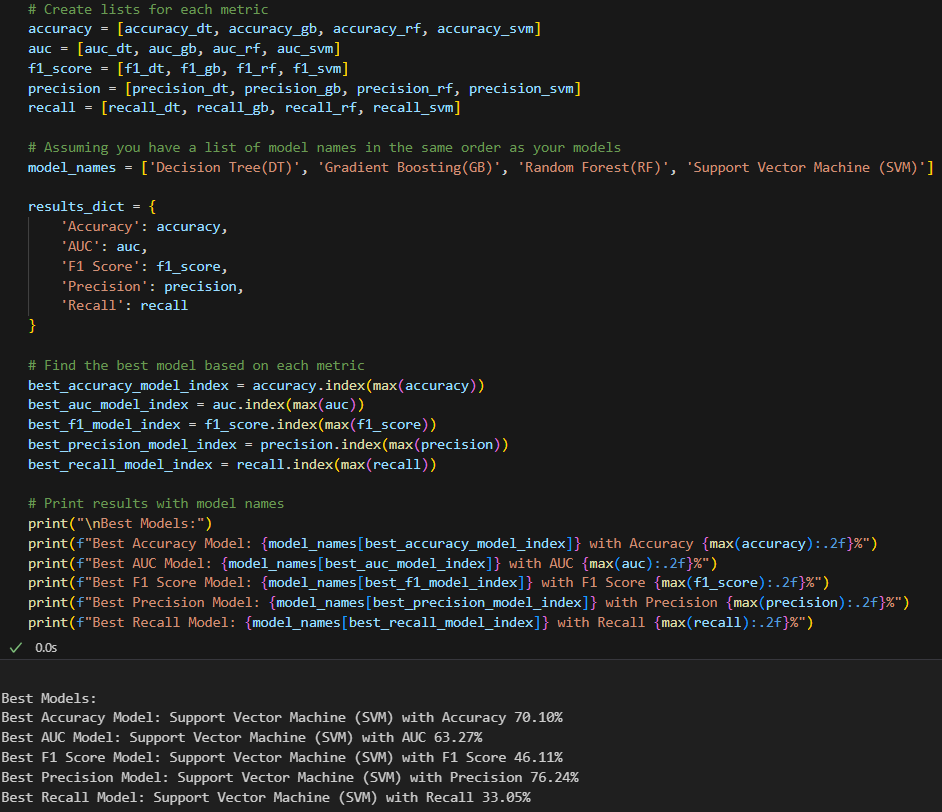 # Create lists for each metric
accuracy = [accuracy_dt, accuracy_gb, accuracy_rf, accuracy_svm]
auc = [auc_dt, auc_gb, auc_rf, auc_svm]
f1_score = [f1_dt, f1_gb, f1_rf, f1_svm]
precision = [precision_dt, precision_gb, precision_rf, precision_svm]
recall = [recall_dt, recall_gb, recall_rf, recall_svm]

# Assuming you have a list of model names in the same order as your models
model_names = ['Decision Tree(DT)', 'Gradient Boosting(GB)', 'Random Forest(RF)', 'Support Vector Machine (SVM)']

results_dict = {
    'Accuracy': accuracy,
    'AUC': auc,
    'F1 Score': f1_score,
    'Precision': precision,
    'Recall': recall
}

# Find the best model based on each metric
best_accuracy_model_index = accuracy.index(max(accuracy))
best_auc_model_index = auc.index(max(auc))
best_f1_model_index = f1_score.index(max(f1_score))
best_precision_model_index = precision.index(max(precision))
best_recall_model_index = recall.index(max(recall))

# Print results with model names
print("\nBest Models:")
print(f"Best Accuracy Model: {model_names[best_accuracy_model_index]} with Accuracy {max(accuracy):.2f}%")
print(f"Best AUC Model: {model_names[best_auc_model_index]} with AUC {max(auc):.2f}%")
print(f"Best F1 Score Model: {model_names[best_f1_model_index]} with F1 Score {max(f1_score):.2f}%")
print(f"Best Precision Model: {model_names[best_precision_model_index]} with Precision {max(precision):.2f}%")
print(f"Best Recall Model: {model_names[best_recall_model_index]} with Recall {max(recall):.2f}%")
0.0s

Best Models:
Best Accuracy Model: Support Vector Machine (SVM) with Accuracy 70.10%
Best AUC Model: Support Vector Machine (SVM) with AUC 63.27%
Best F1 Score Model: Support Vector Machine (SVM) with F1 Score 46.11%
Best Precision Model: Support Vector Machine (SVM) with Precision 76.24%
Best Recall Model: Support Vector Machine (SVM) with Recall 33.05%